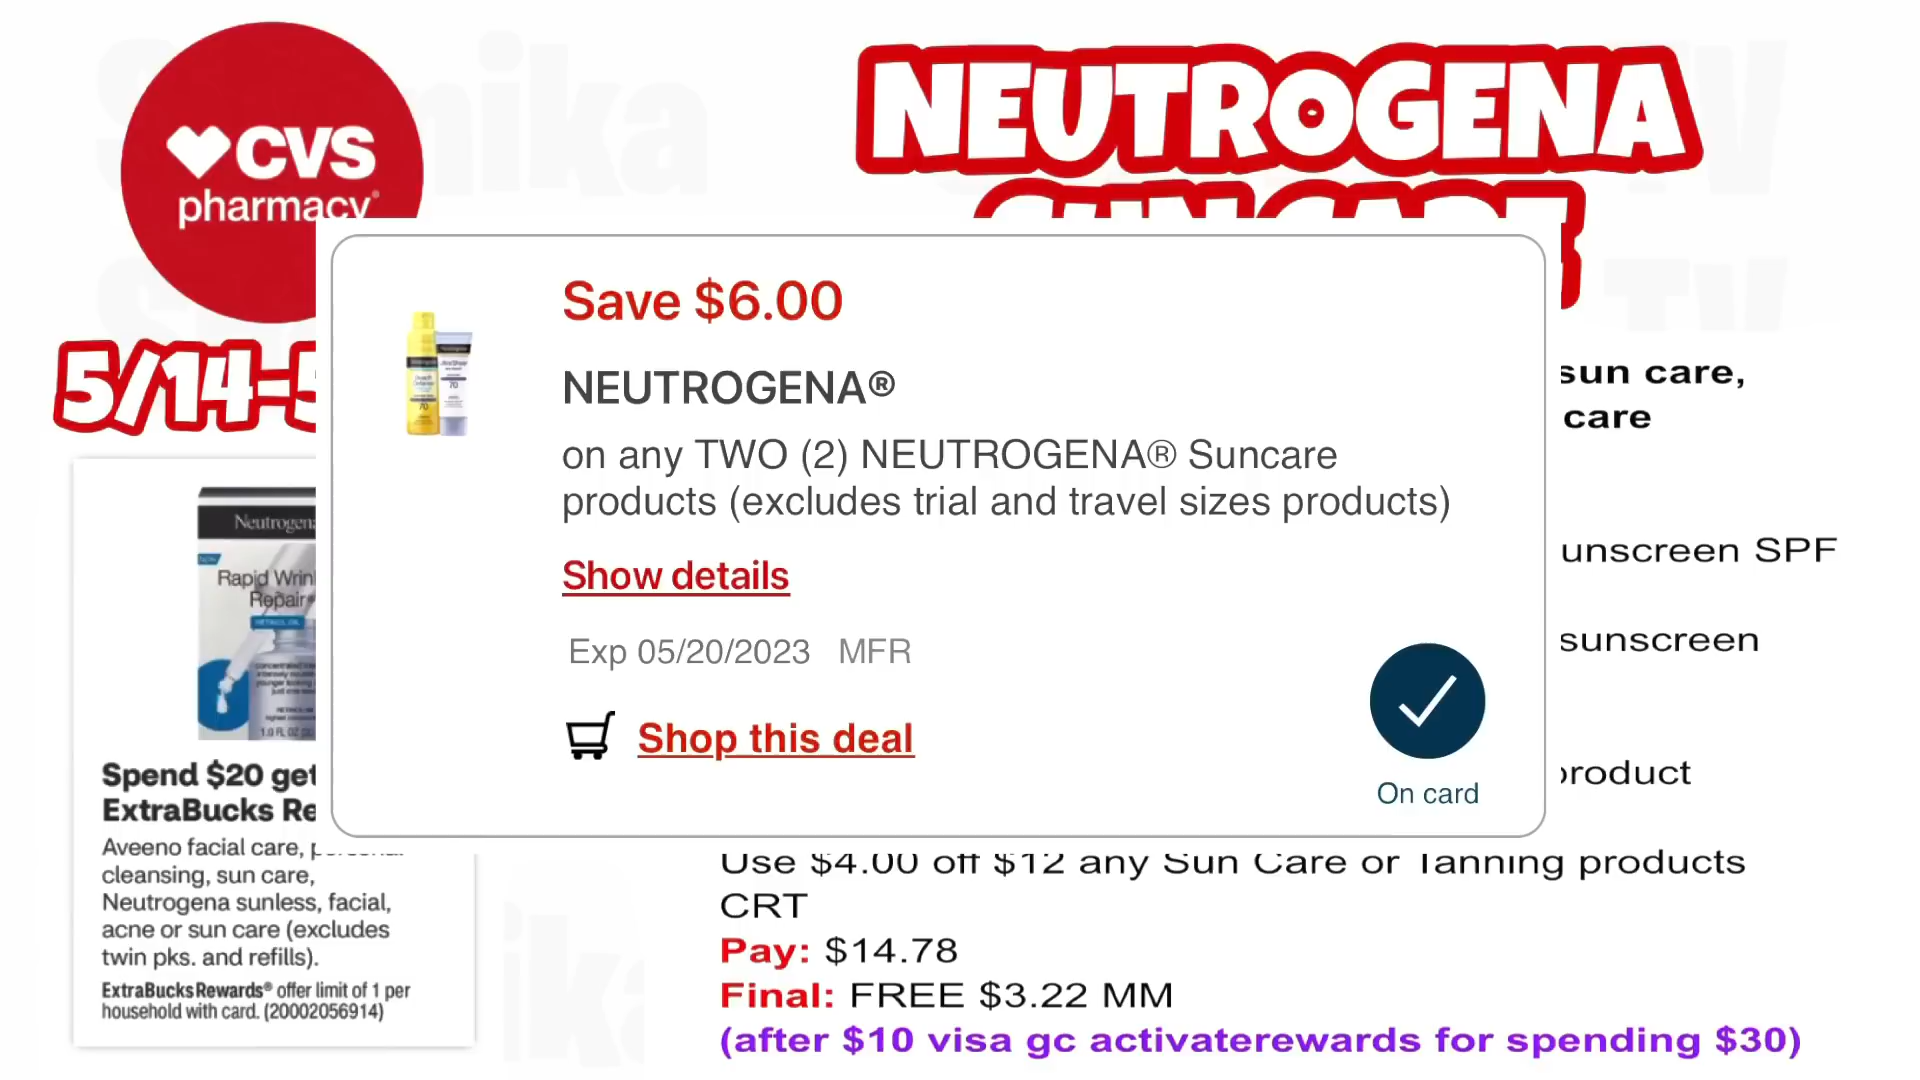 CVS
pharmacy®
NEUTROGENA
5/14-5
Save $6.00
NEUTROGENA®
on any TWO (2) NEUTROGENA® Suncare
products (excludes trial and travel sizes products)
Show details
Exp 05/20/2023 MFR
Shop this deal
On card
Neutrogena
NEW
Rapid
Repair
Spend $20 get
ExtraBucks
Aveeno facial care,
cleansing, sun care,
Neutrogena sunless, facial,
acne or sun care (excludes
twin pks. and refills).
ExtraBucks Rewards® offer limit of 1 per
household with card. (20002056914)
sun care,
care
SPF
sunscreen
Use $4.00 off $12 any Sun Care or Tanning products
CRT
Pay: $14.78
Final: FREE $3.22 MM
(after $10 visa gc activaterewards for spending $30)